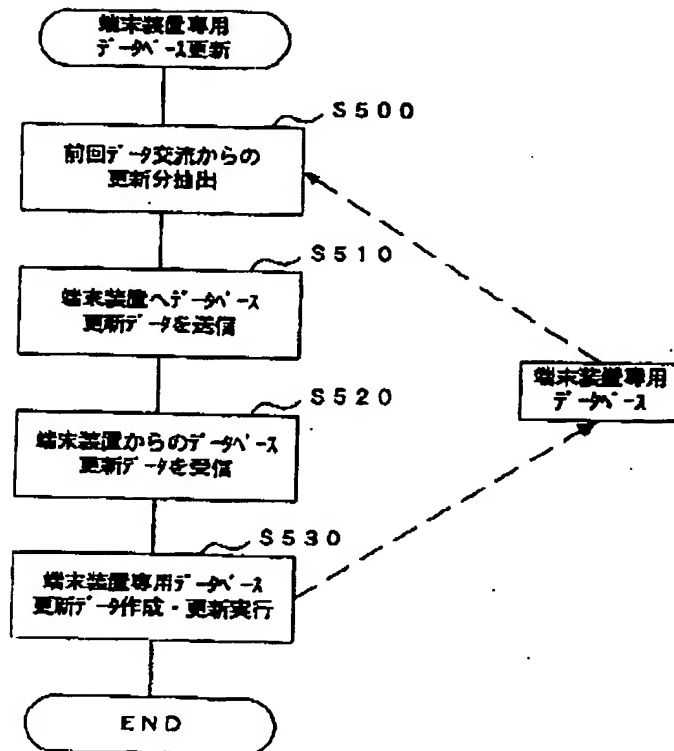 端末装置専用
データベース更新
S500
前回データ交流からの
更新分抽出
S510
端末装置へデータベース
更新データを送信
端末装置専用
データベース
S520
端末装置からのデータベース
更新データを受信
S530
端末装置専用データベース
更新データ作成・更新実行
END